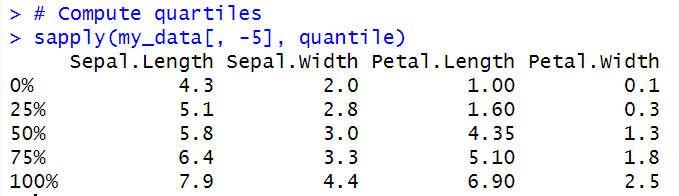 > # Compute quartiles
> sapply(my_data[, -5], quantile)
     Sepal.Length Sepal.Width Petal.Length Petal.Width
0%            4.3         2.0         1.00         0.1
25%           5.1         2.8         1.60         0.3
50%           5.8         3.0         4.35         1.3
75%           6.4         3.3         5.10         1.8
100%          7.9         4.4         6.90         2.5